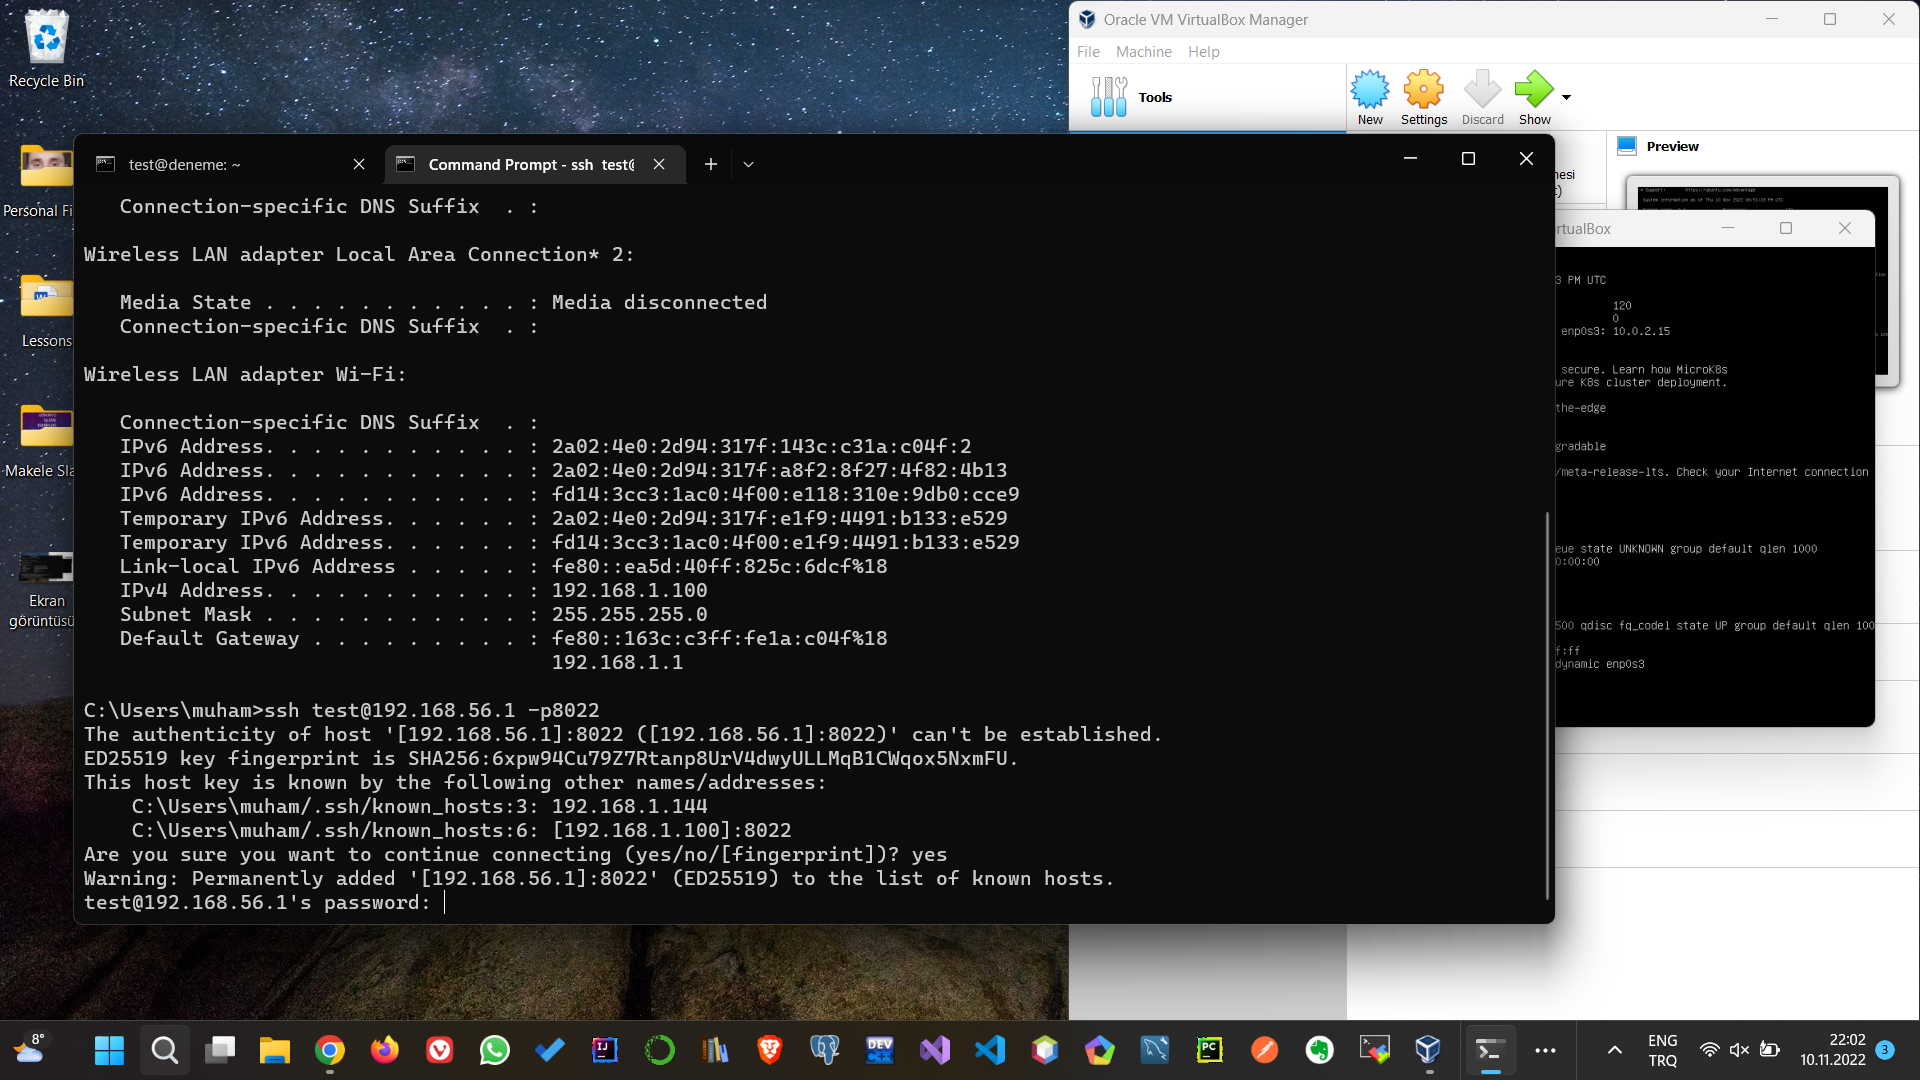 Recycle Bin
Personal Fi
Lessons
Makele Sla
Ekran
görüntüsü
Oracle VM VirtualBox Manager
File Machine Help
Tools
New Settings Discard Show
Preview
nesi
test@deneme: ~
Command Prompt - ssh test@
Connection-specific DNS Suffix . :
Wireless LAN adapter Local Area Connection* 2:
Media State . . . . . . . . . . . : Media disconnected
Connection-specific DNS Suffix . :
Wireless LAN adapter Wi-Fi:
Connection-specific DNS Suffix . :
IPv6 Address. . . . . . . . . . . : 2a02:4e0:2d94:317f:143c:c31a:c04f:2
IPv6 Address. . . . . . . . . . . : 2a02:4e0:2d94:317f:a8f2:8f27:4f82:4b13
IPv6 Address. . . . . . . . . . . : fd14:3cc3:1ac0:4f00:e118:310e:9db0:cce9
Temporary IPv6 Address. . . . . . : 2a02:4e0:2d94:317f:e1f9:4491:b133:e529
Temporary IPv6 Address. . . . . . : fd14:3cc3:1ac0:4f00:e1f9:4491:b133:e529
Link-local IPv6 Address . . . . . : fe80::ea5d:40ff:825c:6dcf%18
IPv4 Address. . . . . . . . . . . : 192.168.1.100
Subnet Mask . . . . . . . . . . . : 255.255.255.0
Default Gateway . . . . . . . . . : fe80::163c:c3ff:fe1a:c04f%18
192.168.1.1
C:\Users\muham>ssh test@192.168.56.1 -p8022
The authenticity of host '[192.168.56.1]:8022 ([192.168.56.1]:8022)' can't be established.
ED25519 key fingerprint is SHA256:6xpw94Cu79Z7Rtanp8UrV4dwyULLMqB1CWqox5NxmFU.
This host key is known by the following other names/addresses:
C:\Users\muham/.ssh/known_hosts:3: 192.168.1.144
C:\Users\muham/.ssh/known_hosts:6: [192.168.1.100]:8022
Are you sure you want to continue connecting (yes/no/[fingerprint])? yes
Warning: Permanently added '[192.168.56.1]:8022' (ED25519) to the list of known hosts.
test@192.168.56.1's password:
rtualBox
3 PM UTC
120
0
enp0s3: 10.0.2.15
secure. Learn how MicroK8s
ure K8s cluster deployment.
the-edge
gradable
/meta-release-lts. Check your Internet connection
eue state UNKNOWN group default qlen 1000
0:00:00
500 qdisc fq_codel state UP group default qlen 100
f:ff
dynamic enp0s3
8°
IJ
DEV
C++
PC
ENG
TRQ
22:02
10.11.2022
3